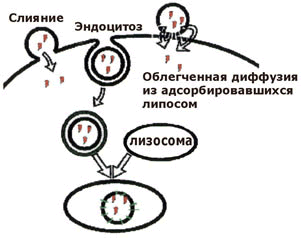 Слияние
Эндоцитоз
Облегченная диффузия
из адсорбировавшихся
липосом
лизосома